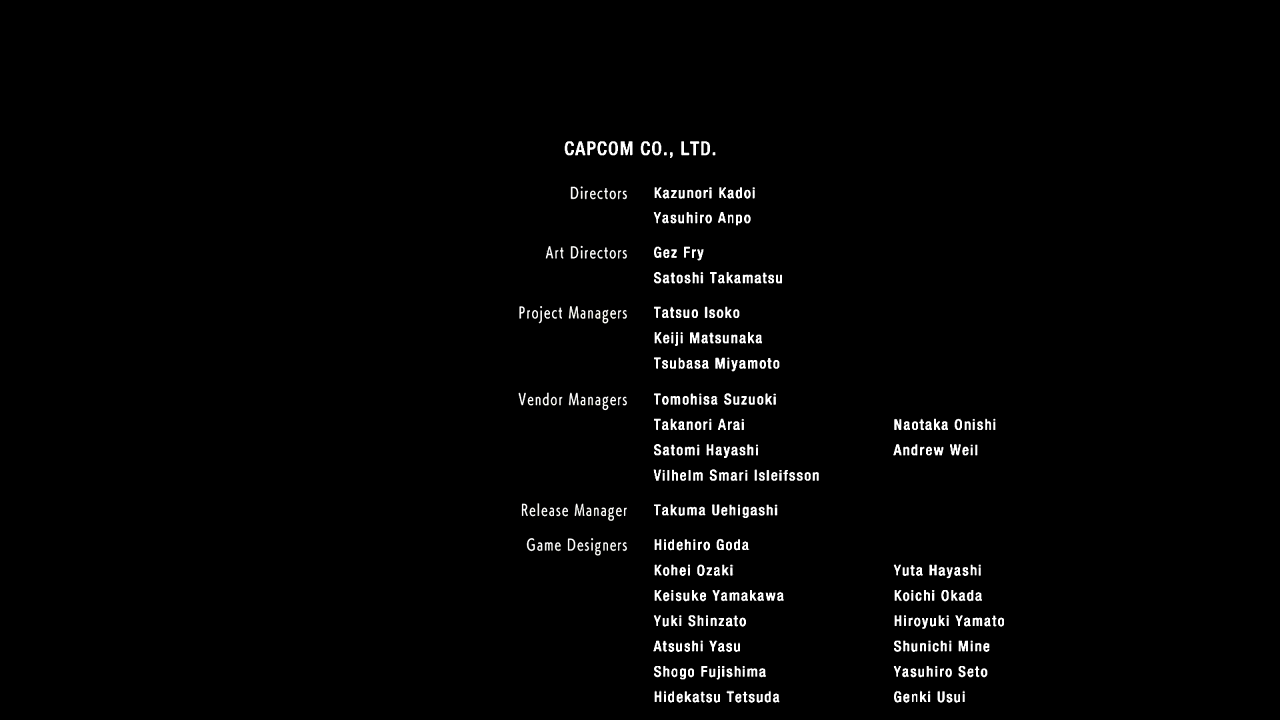 CAPCOM CO., LTD.
Directors Kazunori Kadoi
Yasuhiro Anpo
Art Directors Gez Fry
Satoshi Takamatsu
Project Managers Tatsuo Isoko
Keiji Matsunaka
Tsubasa Miyamoto
Vendor Managers Tomohisa Suzuoki
Takanori Arai Naotaka Onishi
Satomi Hayashi Andrew Weil
Vilhelm Smari Isleifsson
Release Manager Takuma Uehigashi
Game Designers Hidehiro Goda
Kohei Ozaki Yuta Hayashi
Keisuke Yamakawa Koichi Okada
Yuki Shinzato Hiroyuki Yamato
Atsushi Yasu Shunichi Mine
Shogo Fujishima Yasuhiro Seto
Hidekatsu Tetsuda Genki Usui